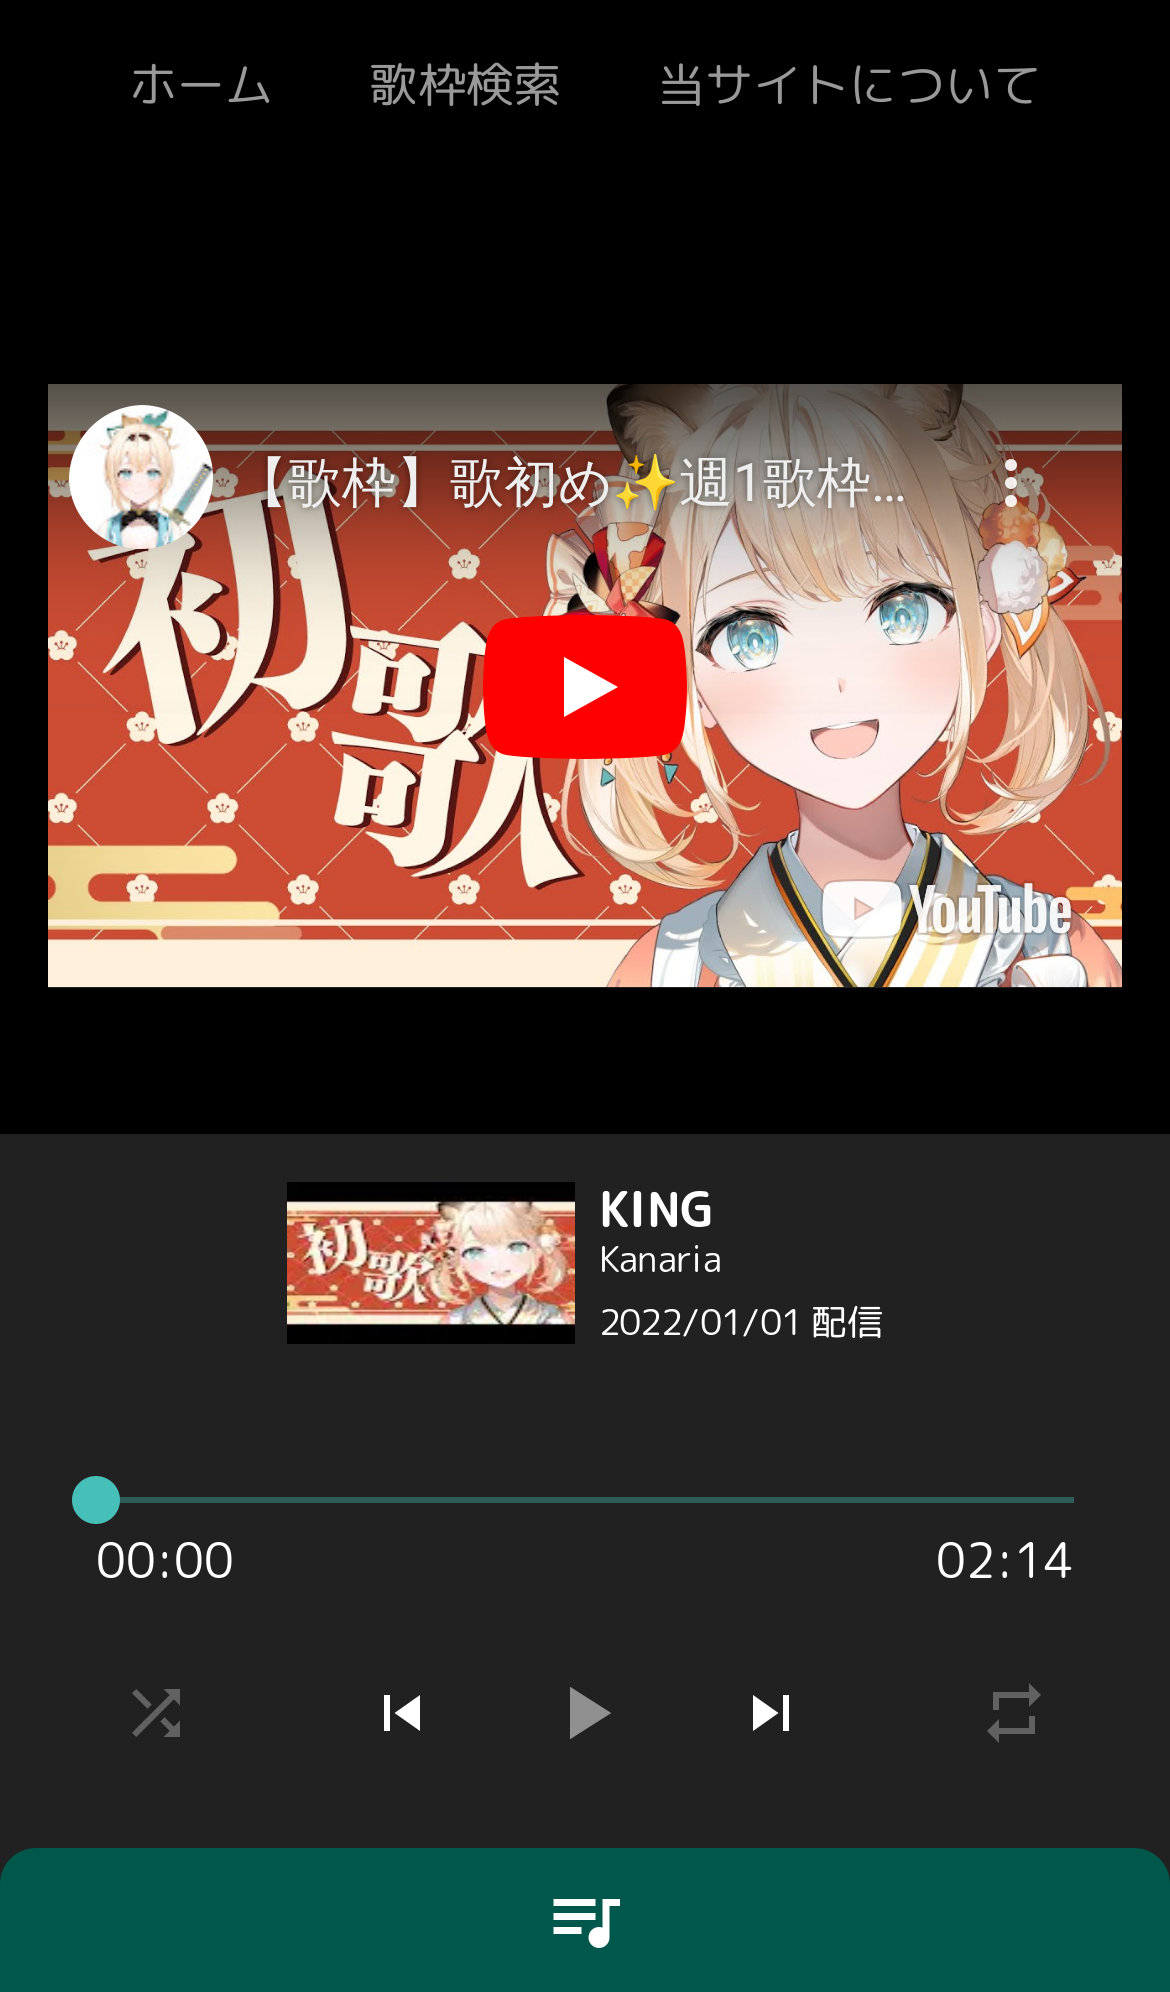 ホーム 歌枠検索 当サイトについて
【歌枠】歌初め✨週1歌枠...
初歌
YouTube
初歌
KING
Kanaria
2022/01/01 配信
00:00 02:14